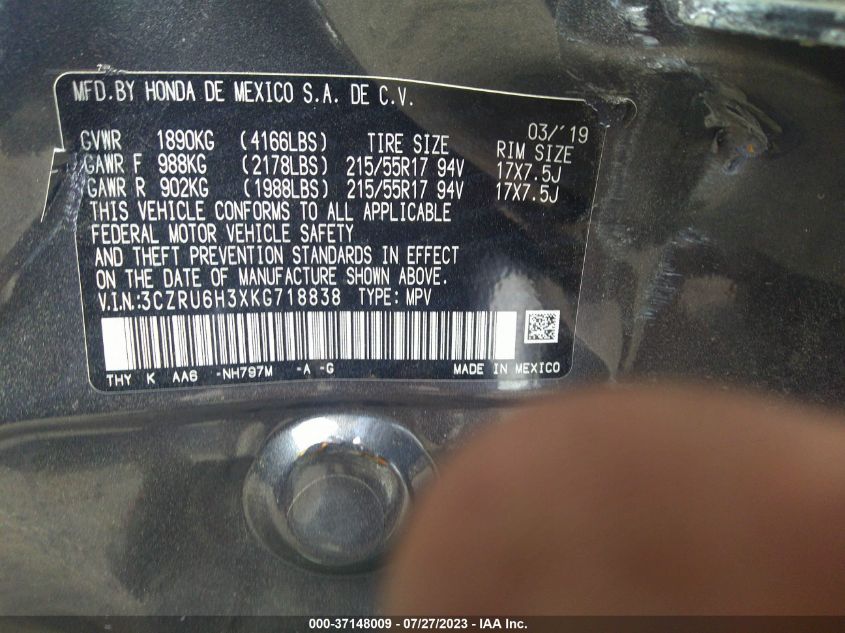 MFD.BY HONDA DE MEXICO S.A. DE C.V.
03/'19
GVWR 1890KG (4166LBS) TIRE SIZE RIM SIZE
GAWR F 988KG (2178LBS) 215/55R17 94V 17X7.5J
GAWR R 902KG (1988LBS) 215/55R17 94V 17X7.5J
THIS VEHICLE CONFORMS TO ALL APPLICABLE
FEDERAL MOTOR VEHICLE SAFETY
AND THEFT PREVENTION STANDARDS IN EFFECT
ON THE DATE OF MANUFACTURE SHOWN ABOVE.
V.I.N.:3CZRU6H3XKG718838 TYPE: MPV
THY K AA6 -NH797M -A -G MADE IN MEXICO
000-37148009 / 07/27/2023 - IAA Inc.